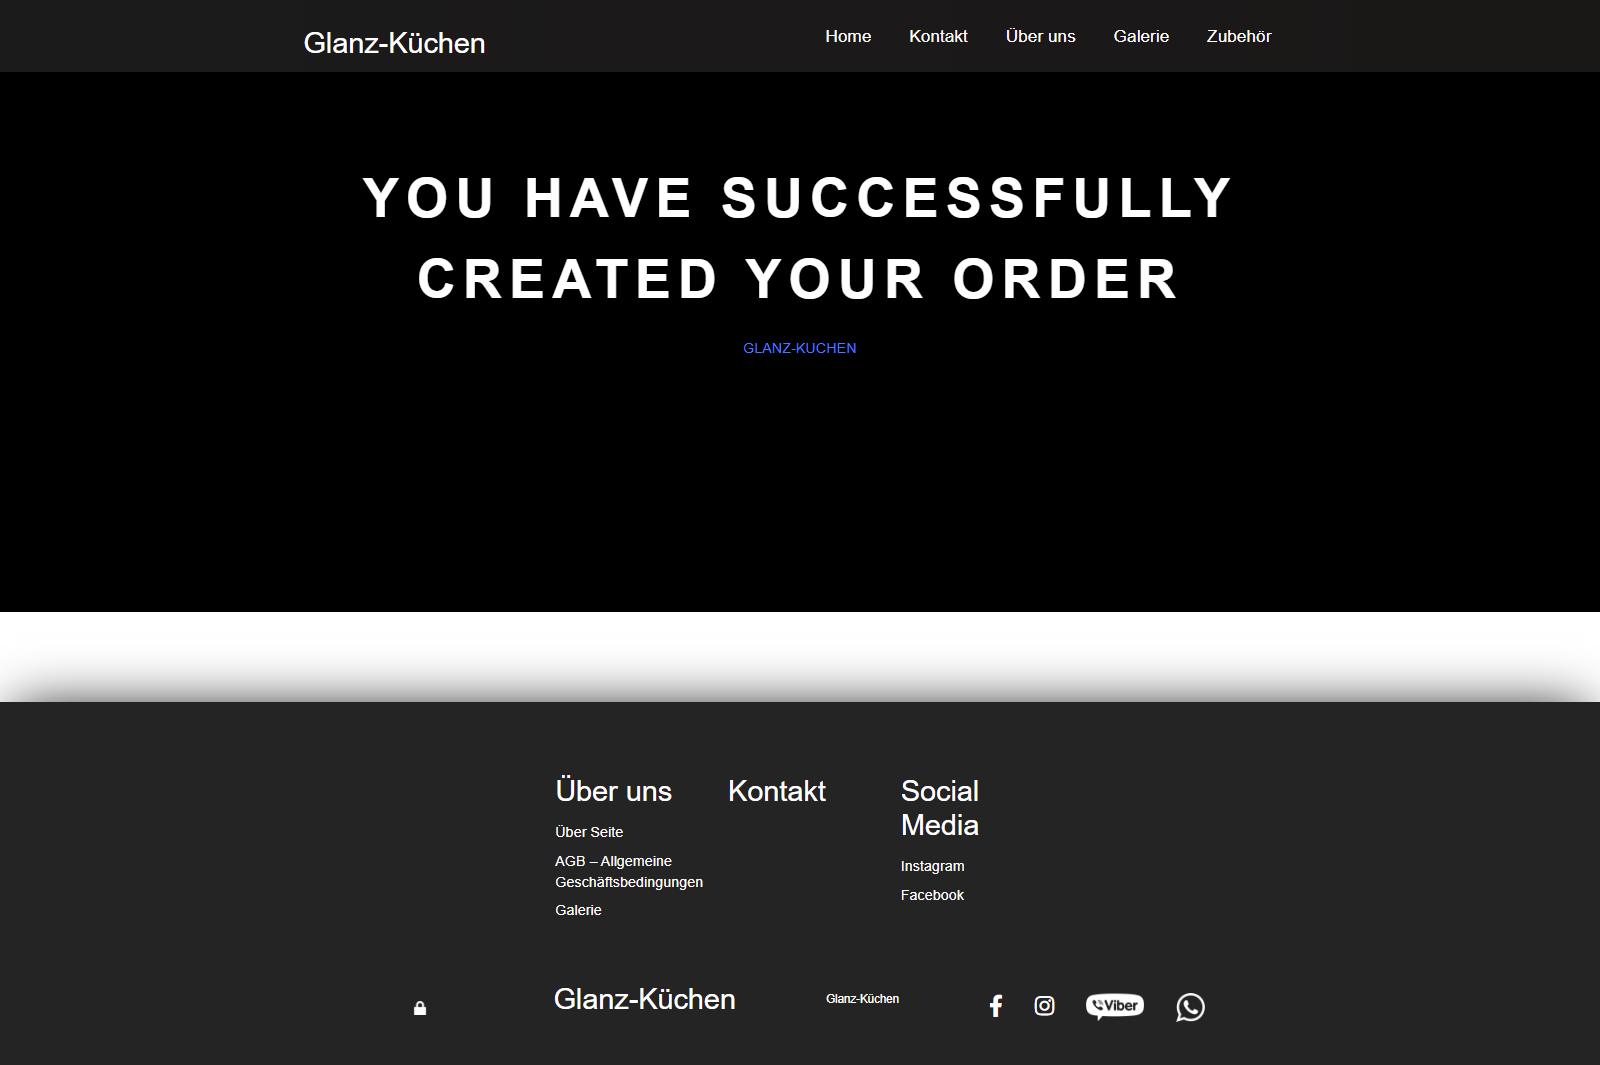 Glanz-Küchen
Home Kontakt Über uns Galerie Zubehör
YOU HAVE SUCCESSFULLY
CREATED YOUR ORDER
GLANZ-KUCHEN
Über uns
Über Seite
AGB – Allgemeine
Geschäftsbedingungen
Galerie
Kontakt
Social
Media
Instagram
Facebook
Glanz-Küchen
Glanz-Küchen
Viber